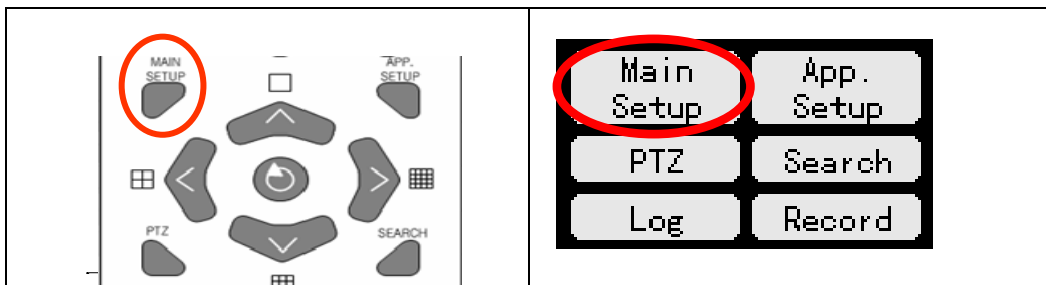 MAIN
SETUP
APP.
SETUP
PTZ
SEARCH
Main
Setup
App.
Setup
PTZ
Search
Log
Record